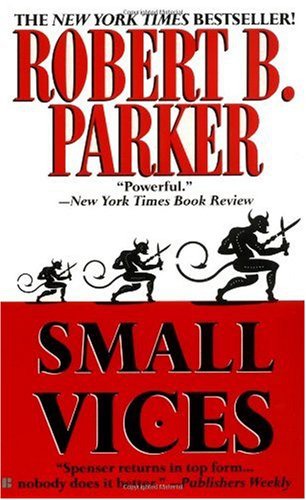 THE NEW YORK TIMES BESTSELLER!
ROBERT B.
PARKER
"Powerful."
—New York Times Book Review
SMALL
VICES
"Spenser returns in top form...
nobody does it better."—Publishers Weekly